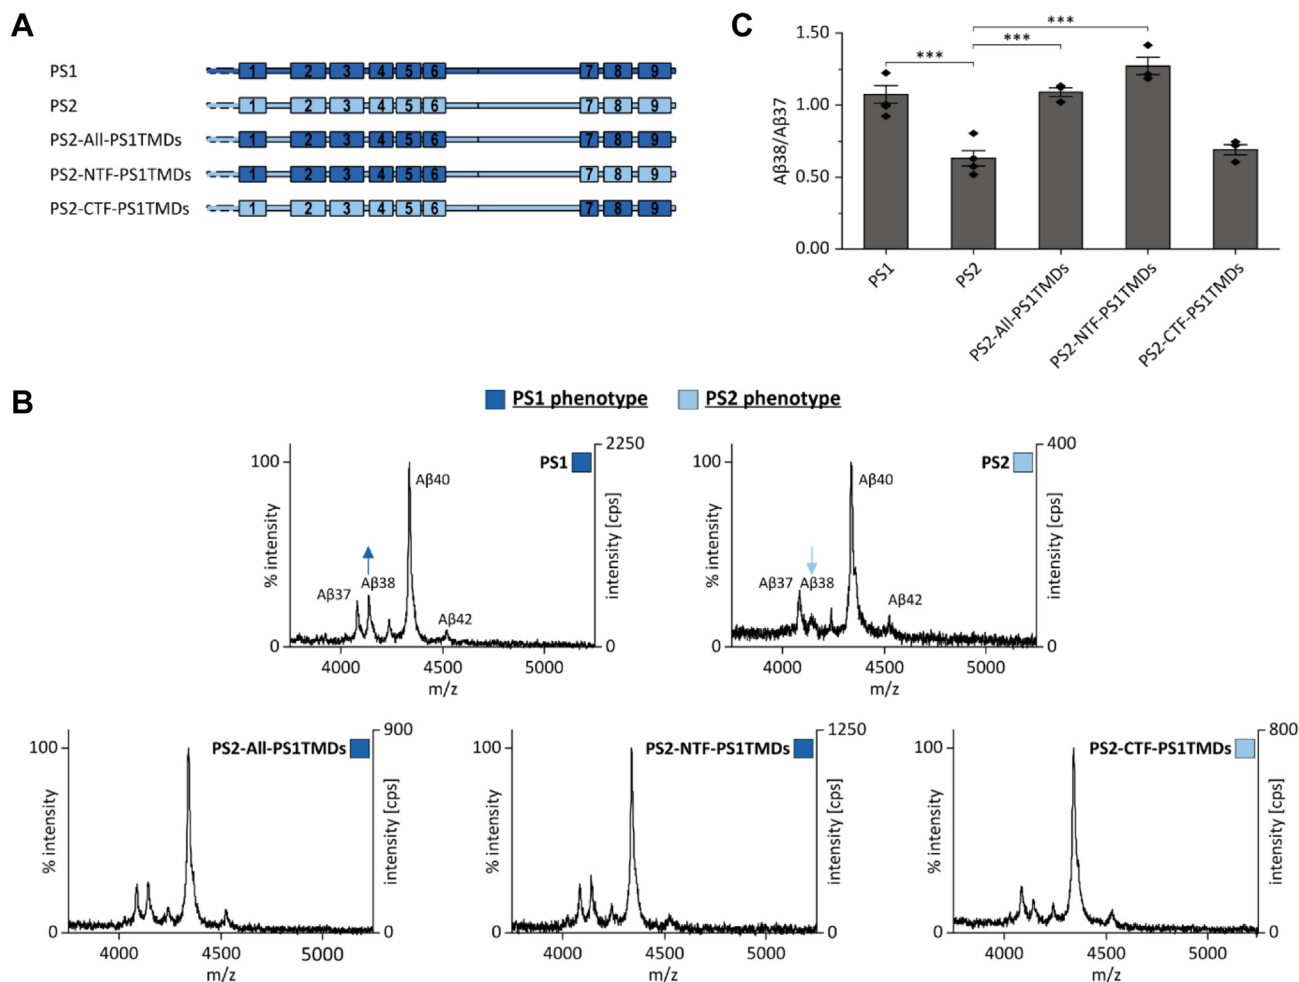 A
PS1
1 2 3 4 5 6 7 8 9
PS2
1 2 3 4 5 6 7 8 9
PS2-All-PS1TMDs
1 2 3 4 5 6 7 8 9
PS2-NTF-PS1TMDs
1 2 3 4 5 6 7 8 9
PS2-CTF-PS1TMDs
1 2 3 4 5 6 7 8 9
C
Aβ38/Aβ37
1.50
1.00
0.50
0.00
***
***
***
PS1
PS2
PS2-All-PS1TMDs
PS2-NTF-PS1TMDs
PS2-CTF-PS1TMDs
B
PS1 phenotype
PS2 phenotype
PS1
% intensity
100
0
2250
0
intensity [cps]
Aβ37
Aβ38
Aβ40
Aβ42
4000 4500 5000
m/z
PS2
% intensity
100
0
400
0
intensity [cps]
Aβ37
Aβ38
Aβ40
Aβ42
4000 4500 5000
m/z
PS2-All-PS1TMDs
% intensity
100
0
900
0
intensity [cps]
4000 4500 5000
m/z
PS2-NTF-PS1TMDs
% intensity
100
0
1250
0
intensity [cps]
4000 4500 5000
m/z
PS2-CTF-PS1TMDs
% intensity
100
0
800
0
intensity [cps]
4000 4500 5000
m/z